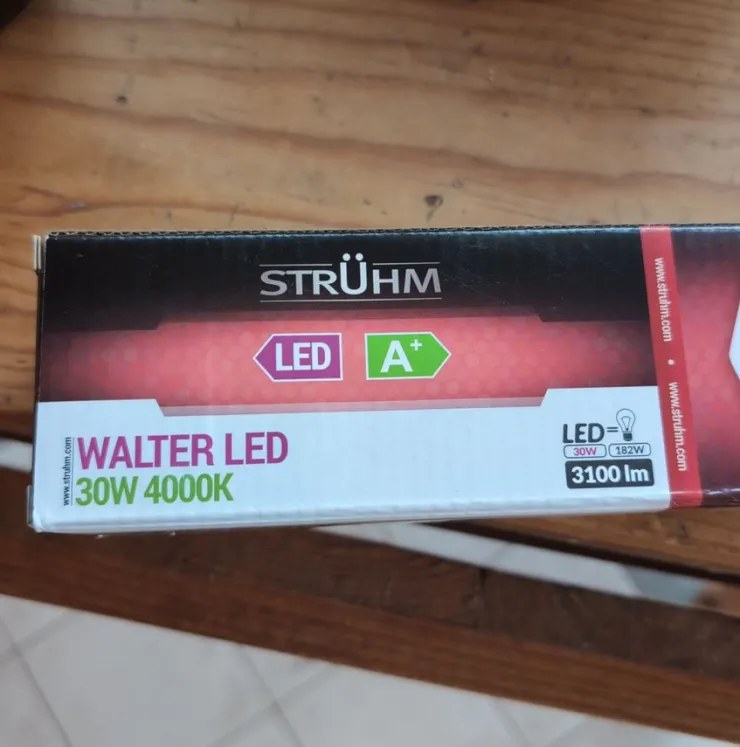 STRÜHM
LED
A+
WALTER LED
30W 4000K
www.struhm.com
LED=
30W 182W
3100 lm
www.struhm.com • www.struhm.com